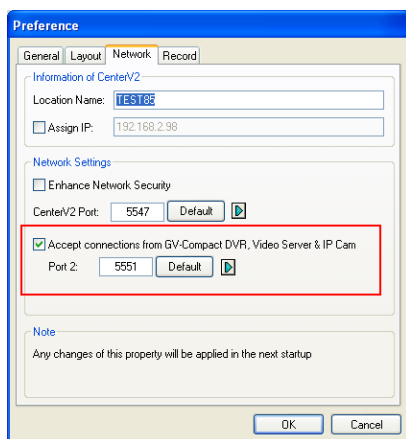 Preference
General Layout Network Record
Information of CenterV2
Location Name: TEST85
Assign IP: 192.168.2.98
Network Settings
Enhance Network Security
CenterV2 Port: 5547 Default
Accept connections from GV-Compact DVR, Video Server & IP Cam
Port 2: 5551 Default
Note
Any changes of this property will be applied in the next startup
OK Cancel